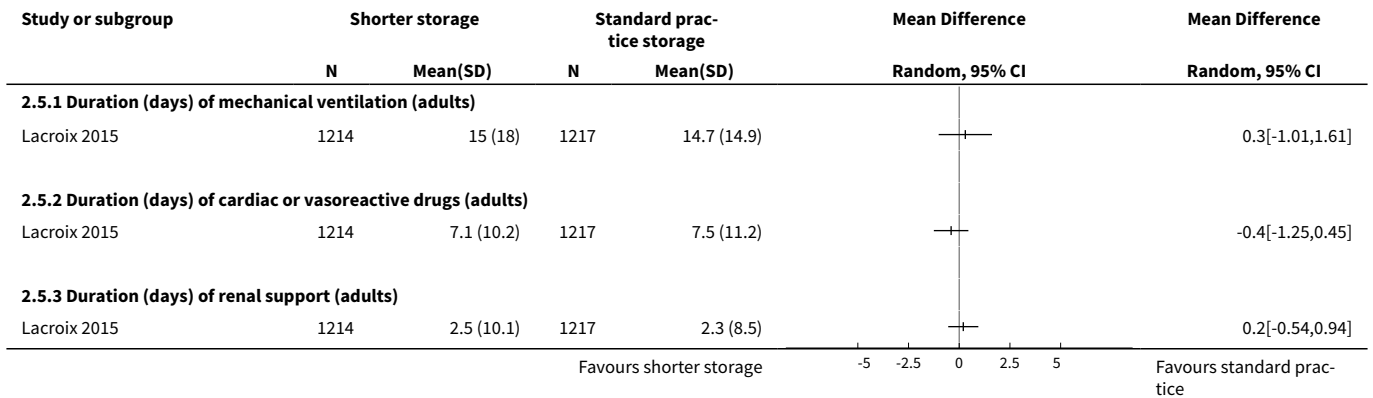 Study or subgroup Shorter storage Standard prac- Mean Difference Mean Difference
tice storage
N Mean(SD) N Mean(SD) Random, 95% CI Random, 95% CI
2.5.1 Duration (days) of mechanical ventilation (adults)
Lacroix 2015 1214 15 (18) 1217 14.7 (14.9) 0.3[-1.01,1.61]
2.5.2 Duration (days) of cardiac or vasoreactive drugs (adults)
Lacroix 2015 1214 7.1 (10.2) 1217 7.5 (11.2) -0.4[-1.25,0.45]
2.5.3 Duration (days) of renal support (adults)
Lacroix 2015 1214 2.5 (10.1) 1217 2.3 (8.5) 0.2[-0.54,0.94]
Favours shorter storage -5 -2.5 0 2.5 5 Favours standard prac-
tice